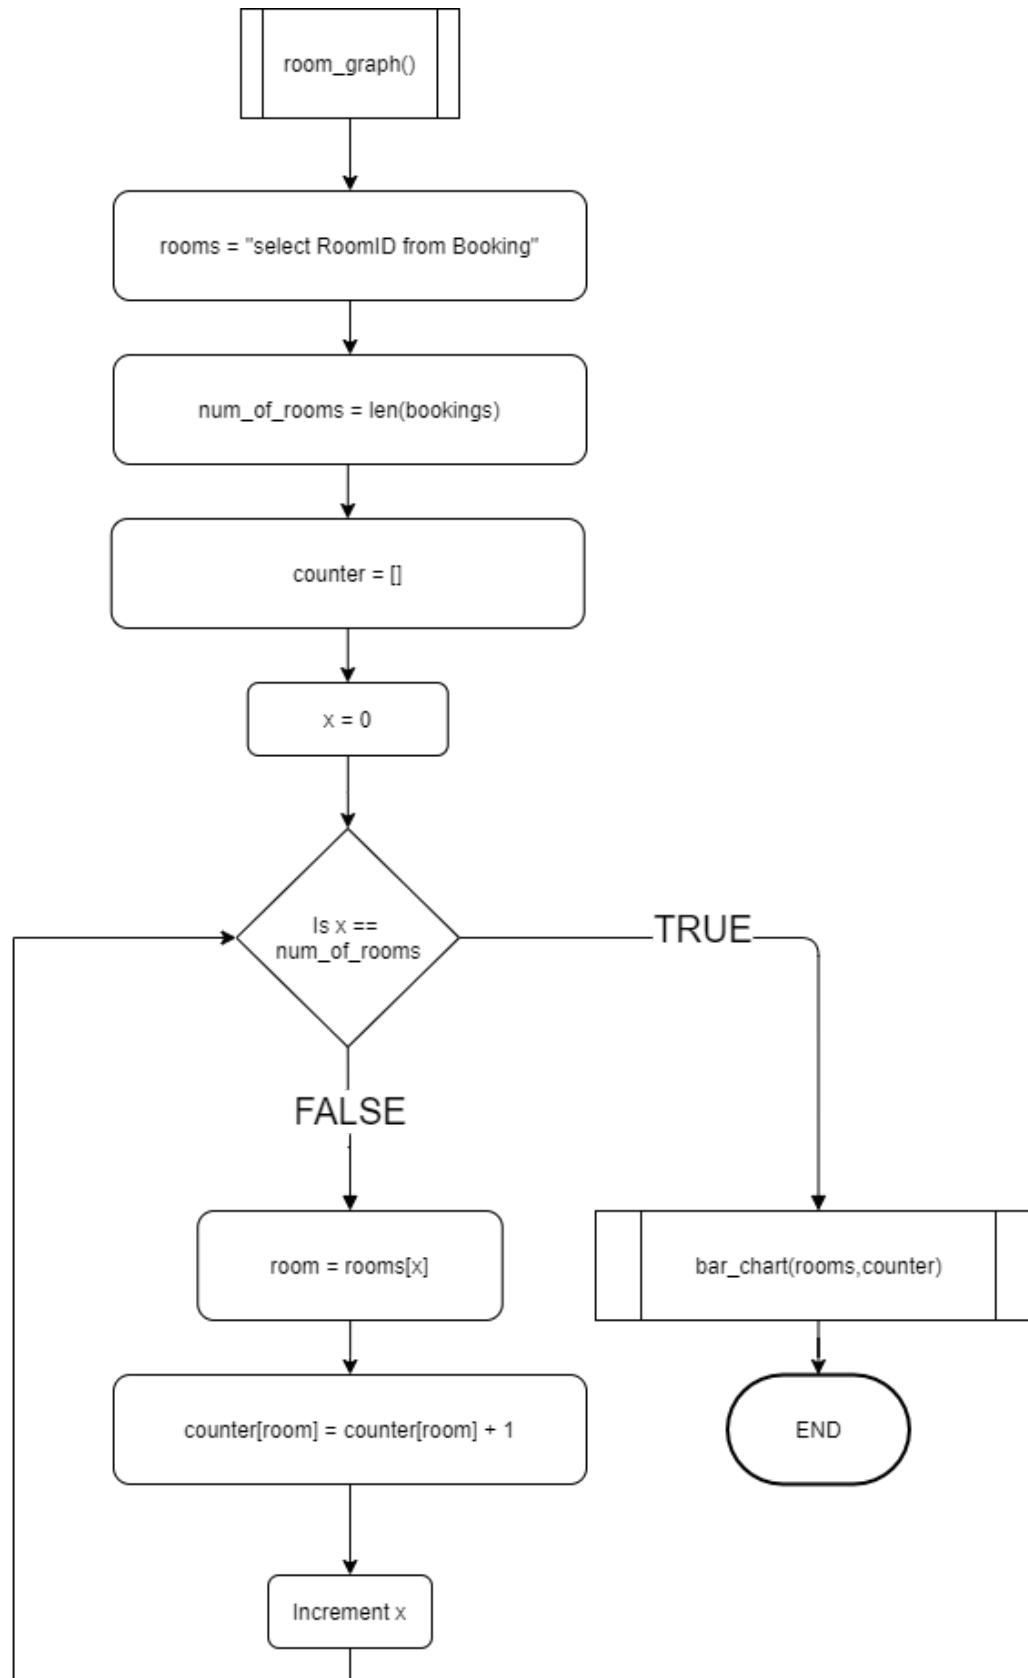 room_graph()
rooms = "select RoomID from Booking"
num_of_rooms = len(bookings)
counter = []
x = 0
Is x ==
num_of_rooms
TRUE
FALSE
room = rooms[x]
bar_chart(rooms,counter)
counter[room] = counter[room] + 1
END
Increment x